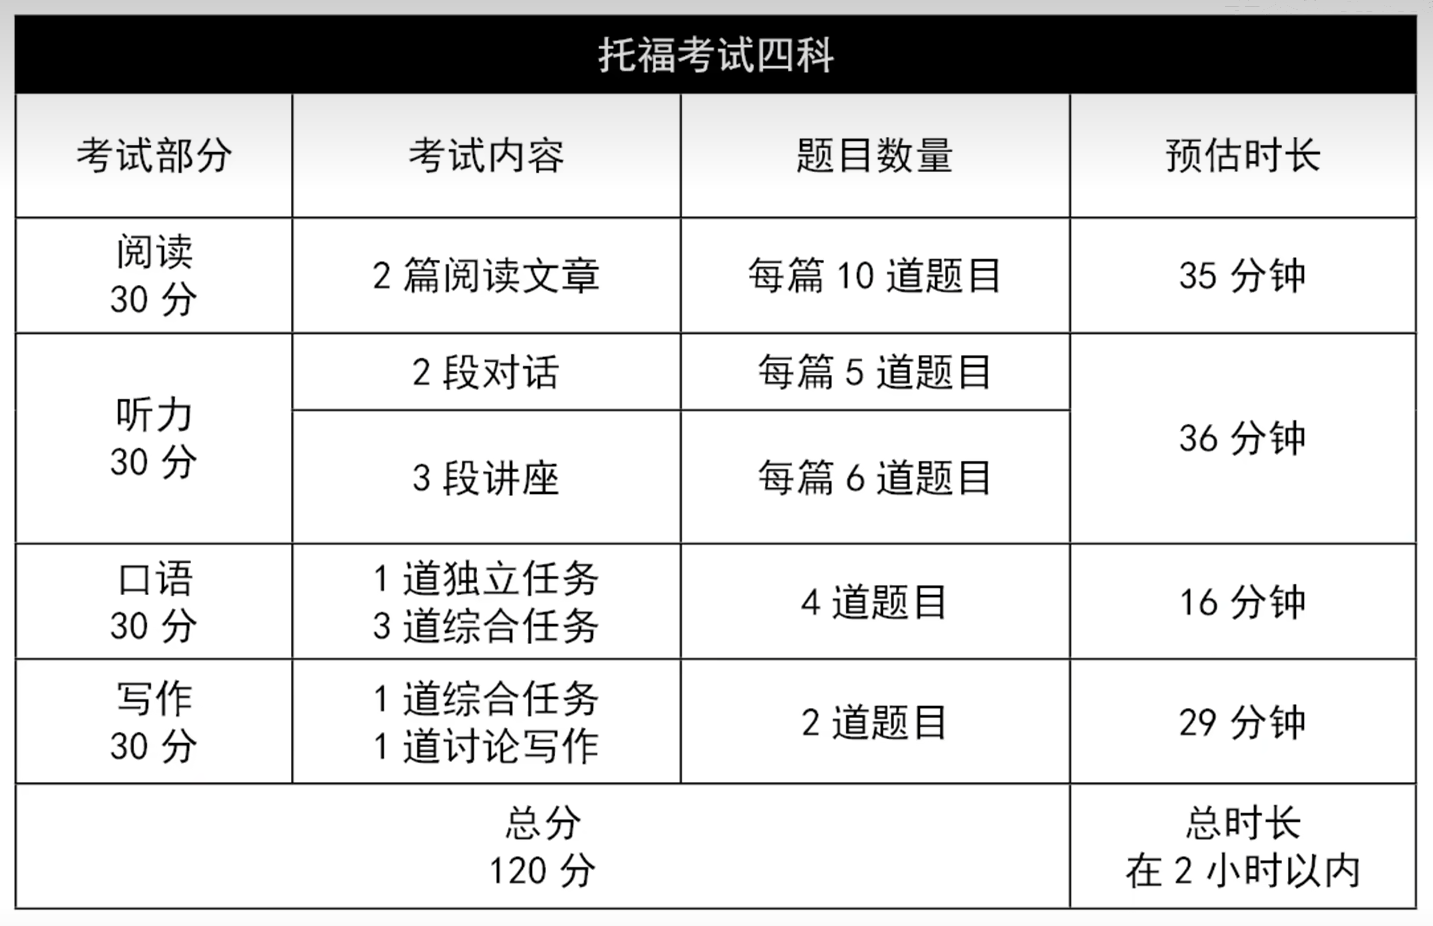 托福考试四科
考试部分
考试内容
题目数量
预估时长
阅读
30 分
2 篇阅读文章
每篇 10 道题目
35 分钟
听力
30 分
2 段对话
每篇 5 道题目
36 分钟
3 段讲座
每篇 6 道题目
口语
30 分
1 道独立任务
3 道综合任务
4 道题目
16 分钟
写作
30 分
1 道综合任务
1 道讨论写作
2 道题目
29 分钟
总分
120 分
总时长
在 2 小时以内